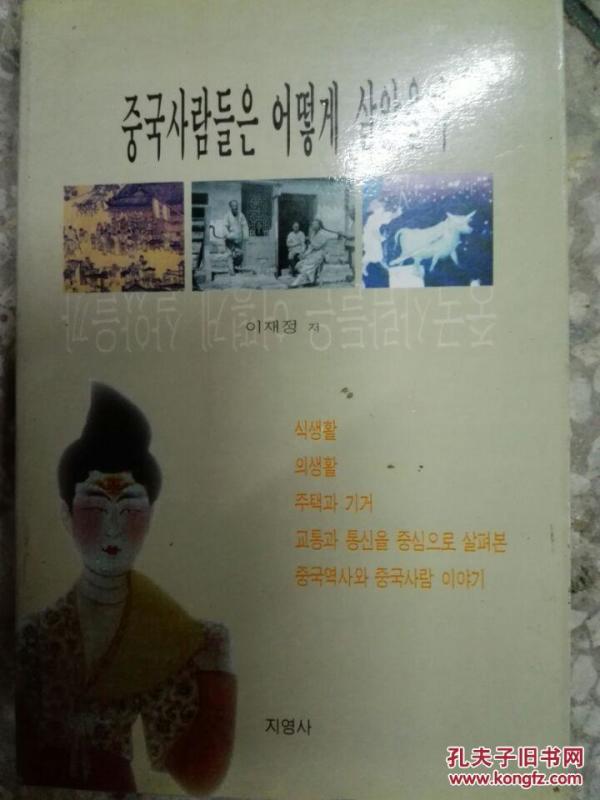 중국사람들은 어떻게 살았을까
이재정 저
식생활
의생활
주택과 기거
교통과 통신을 중심으로 살펴본
중국역사와 중국사람 이야기
지영사
孔夫子旧书网
www.kongfz.com